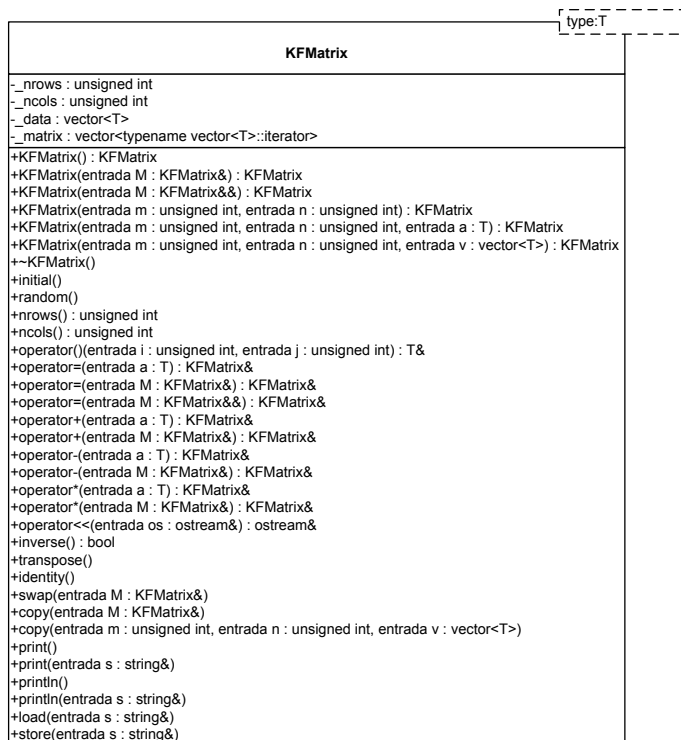 type:T
KFMatrix
-_nrows : unsigned int
-_ncols : unsigned int
-_data : vector<T>
-_matrix : vector<typename vector<T>::iterator>
+KFMatrix() : KFMatrix
+KFMatrix(entrada M : KFMatrix&) : KFMatrix
+KFMatrix(entrada M : KFMatrix&&) : KFMatrix
+KFMatrix(entrada m : unsigned int, entrada n : unsigned int) : KFMatrix
+KFMatrix(entrada m : unsigned int, entrada n : unsigned int, entrada a : T) : KFMatrix
+KFMatrix(entrada m : unsigned int, entrada n : unsigned int, entrada v : vector<T>) : KFMatrix
+~KFMatrix()
+initial()
+random()
+nrows() : unsigned int
+ncols() : unsigned int
+operator()(entrada i : unsigned int, entrada j : unsigned int) : T&
+operator=(entrada a : T) : KFMatrix&
+operator=(entrada M : KFMatrix&) : KFMatrix&
+operator=(entrada M : KFMatrix&&) : KFMatrix&
+operator+(entrada a : T) : KFMatrix&
+operator+(entrada M : KFMatrix&) : KFMatrix&
+operator-(entrada a : T) : KFMatrix&
+operator-(entrada M : KFMatrix&) : KFMatrix&
+operator*(entrada a : T) : KFMatrix&
+operator*(entrada M : KFMatrix&) : KFMatrix&
+operator<<(entrada os : ostream&) : ostream&
+inverse() : bool
+transpose()
+identity()
+swap(entrada M : KFMatrix&)
+copy(entrada M : KFMatrix&)
+copy(entrada m : unsigned int, entrada n : unsigned int, entrada v : vector<T>)
+print()
+print(entrada s : string&)
+println()
+println(entrada s : string&)
+load(entrada s : string&)
+store(entrada s : string&)